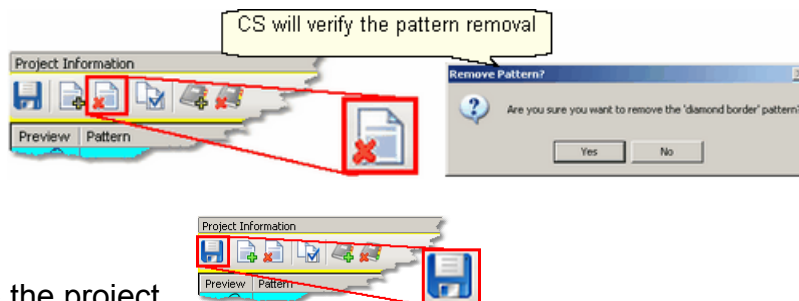 CS will verify the pattern removal
Project Information
Preview Pattern
Remove Pattern?
Are you sure you want to remove the 'diamond border' pattern?
Yes No
Project Information
Preview Pattern
the project